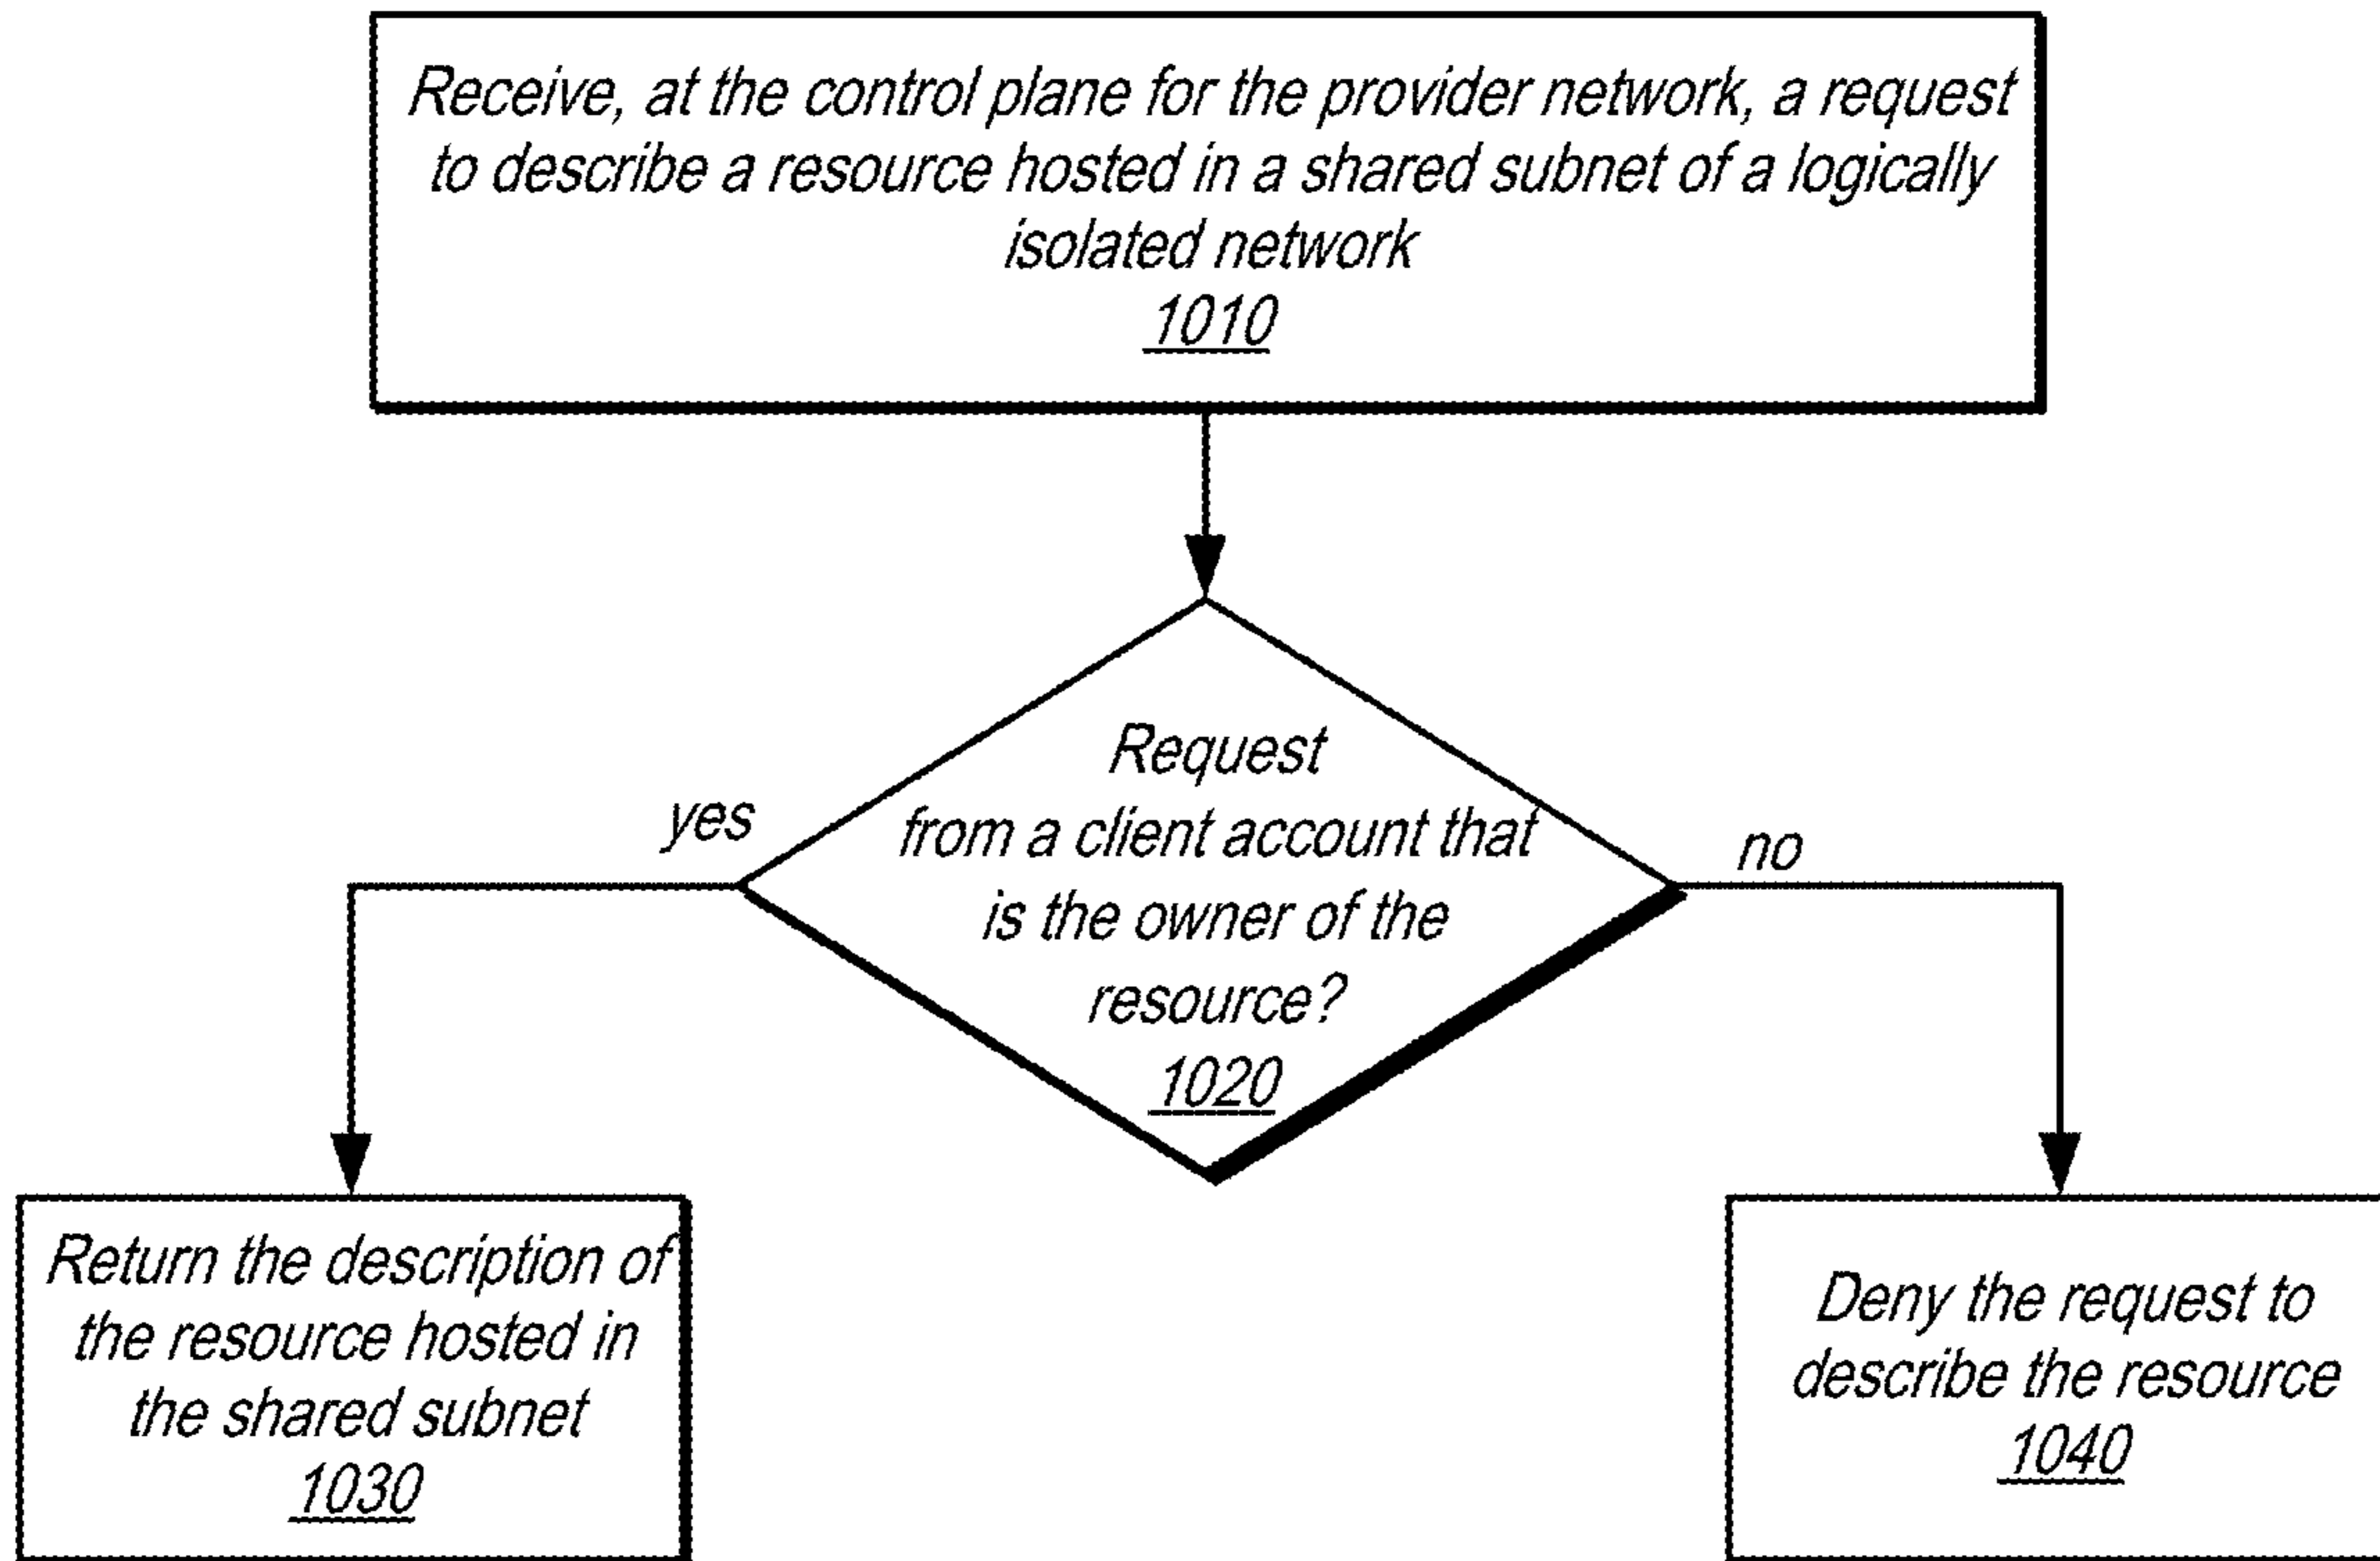 Receive, at the control plane for the provider network, a request
to describe a resource hosted in a shared subnet of a logically
isolated network
1010
Request
from a client account that
is the owner of the
resource?
1020
yes
no
Return the description of
the resource hosted in
the shared subnet
1030
Deny the request to
describe the resource
1040